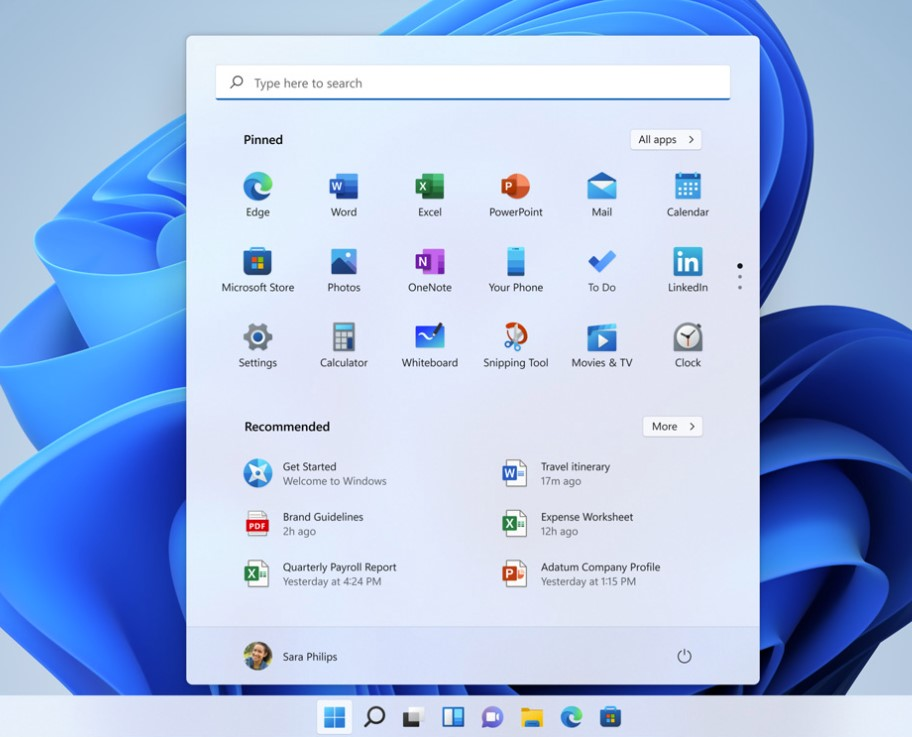 Type here to search
Pinned
All apps
Edge
Word
Excel
PowerPoint
Mail
Calendar
Microsoft Store
Photos
OneNote
Your Phone
To Do
LinkedIn
Settings
Calculator
Whiteboard
Snipping Tool
Movies & TV
Clock
Recommended
More
Get Started
Welcome to Windows
Travel itinerary
17m ago
PDF
Brand Guidelines
2h ago
Expense Worksheet
12h ago
Quarterly Payroll Report
Yesterday at 4:24 PM
Adatum Company Profile
Yesterday at 1:15 PM
Sara Philips